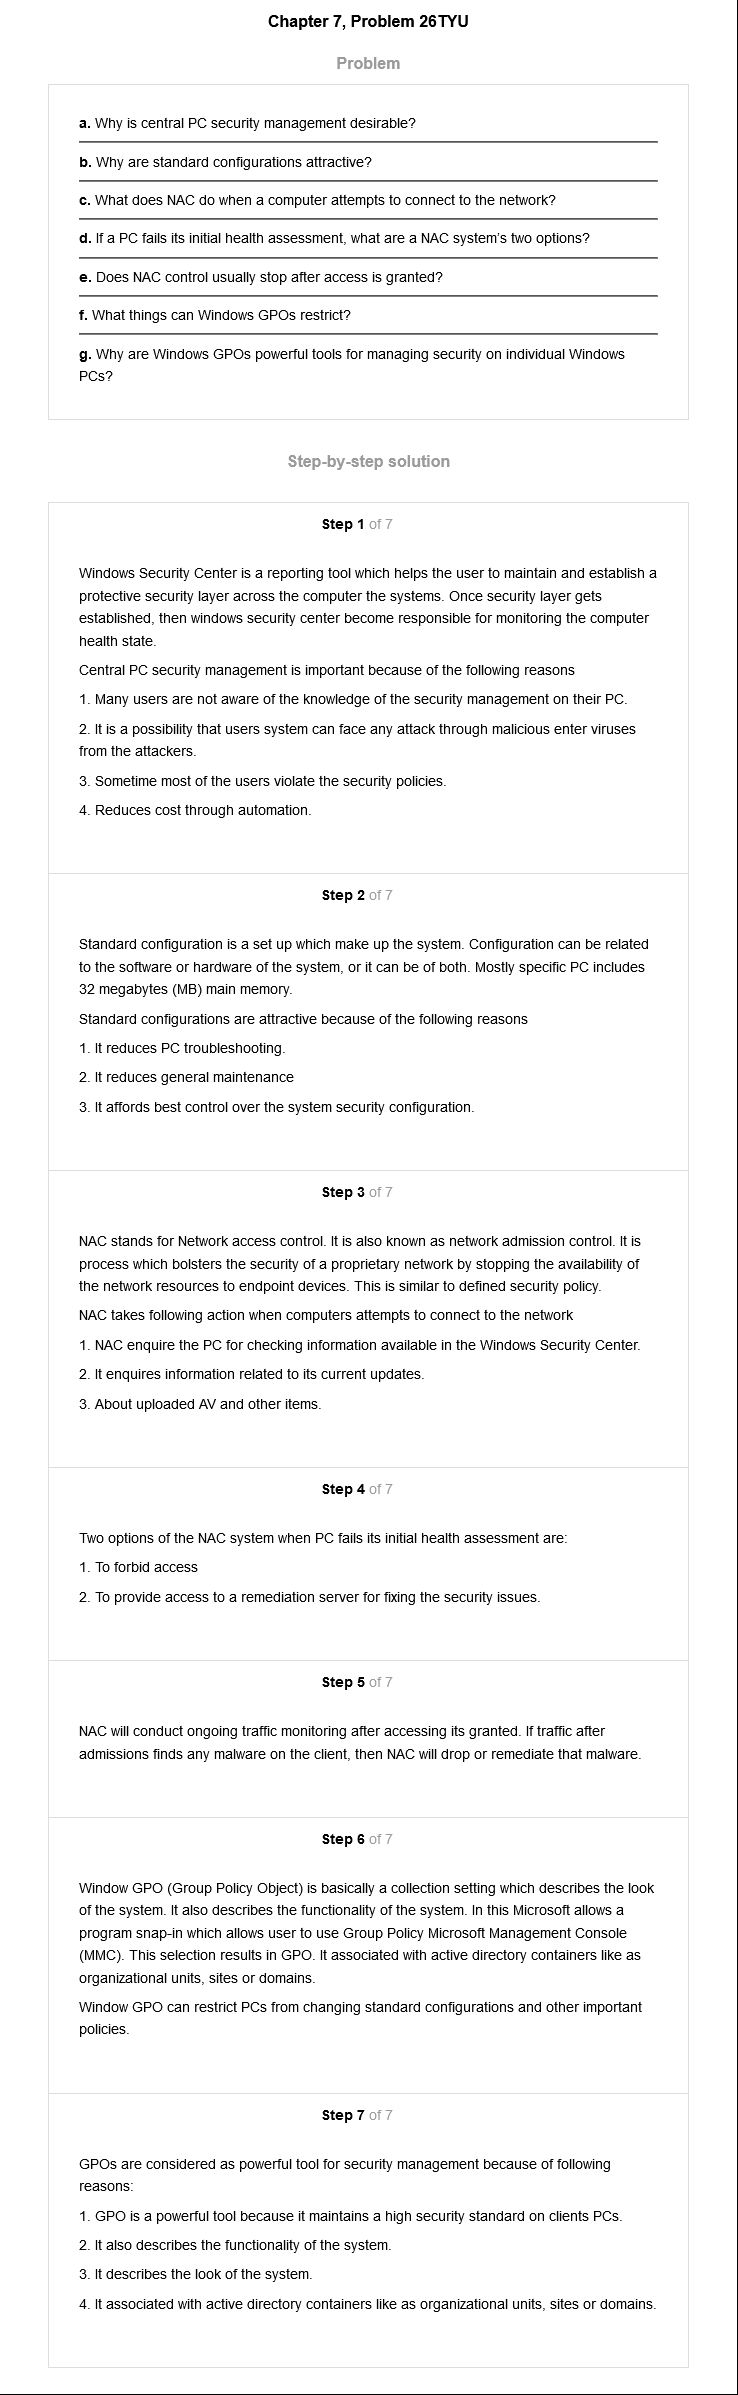 Chapter 7, Problem 26TYU
Problem
a. Why is central PC security management desirable?
b. Why are standard configurations attractive?
c. What does NAC do when a computer attempts to connect to the network?
d. If a PC fails its initial health assessment, what are a NAC system's two options?
e. Does NAC control usually stop after access is granted?
f. What things can Windows GPOs restrict?
g. Why are Windows GPOs powerful tools for managing security on individual Windows
PCs?
Step-by-step solution
Step 1 of 7
Windows Security Center is a reporting tool which helps the user to maintain and establish a
protective security layer across the computer the systems. Once security layer gets
established, then windows security center become responsible for monitoring the computer
health state.
Central PC security management is important because of the following reasons
1. Many users are not aware of the knowledge of the security management on their PC.
2. It is a possibility that users system can face any attack through malicious enter viruses
from the attackers.
3. Sometime most of the users violate the security policies.
4. Reduces cost through automation.
Step 2 of 7
Standard configuration is a set up which make up the system. Configuration can be related
to the software or hardware of the system, or it can be of both. Mostly specific PC includes
32 megabytes (MB) main memory.
Standard configurations are attractive because of the following reasons
1. It reduces PC troubleshooting.
2. It reduces general maintenance
3. It affords best control over the system security configuration.
Step 3 of 7
NAC stands for Network access control. It is also known as network admission control. It is
process which bolsters the security of a proprietary network by stopping the availability of
the network resources to endpoint devices. This is similar to defined security policy.
NAC takes following action when computers attempts to connect to the network
1. NAC enquire the PC for checking information available in the Windows Security Center.
2. It enquires information related to its current updates.
3. About uploaded AV and other items.
Step 4 of 7
Two options of the NAC system when PC fails its initial health assessment are:
1. To forbid access
2. To provide access to a remediation server for fixing the security issues.
Step 5 of 7
NAC will conduct ongoing traffic monitoring after accessing its granted. If traffic after
admissions finds any malware on the client, then NAC will drop or remediate that malware.
Step 6 of 7
Window GPO (Group Policy Object) is basically a collection setting which describes the look
of the system. It also describes the functionality of the system. In this Microsoft allows a
program snap-in which allows user to use Group Policy Microsoft Management Console
(MMC). This selection results in GPO. It associated with active directory containers like as
organizational units, sites or domains.
Window GPO can restrict PCs from changing standard configurations and other important
policies.
Step 7 of 7
GPOs are considered as powerful tool for security management because of following
reasons:
1. GPO is a powerful tool because it maintains a high security standard on clients PCs.
2. It also describes the functionality of the system.
3. It describes the look of the system.
4. It associated with active directory containers like as organizational units, sites or domains.